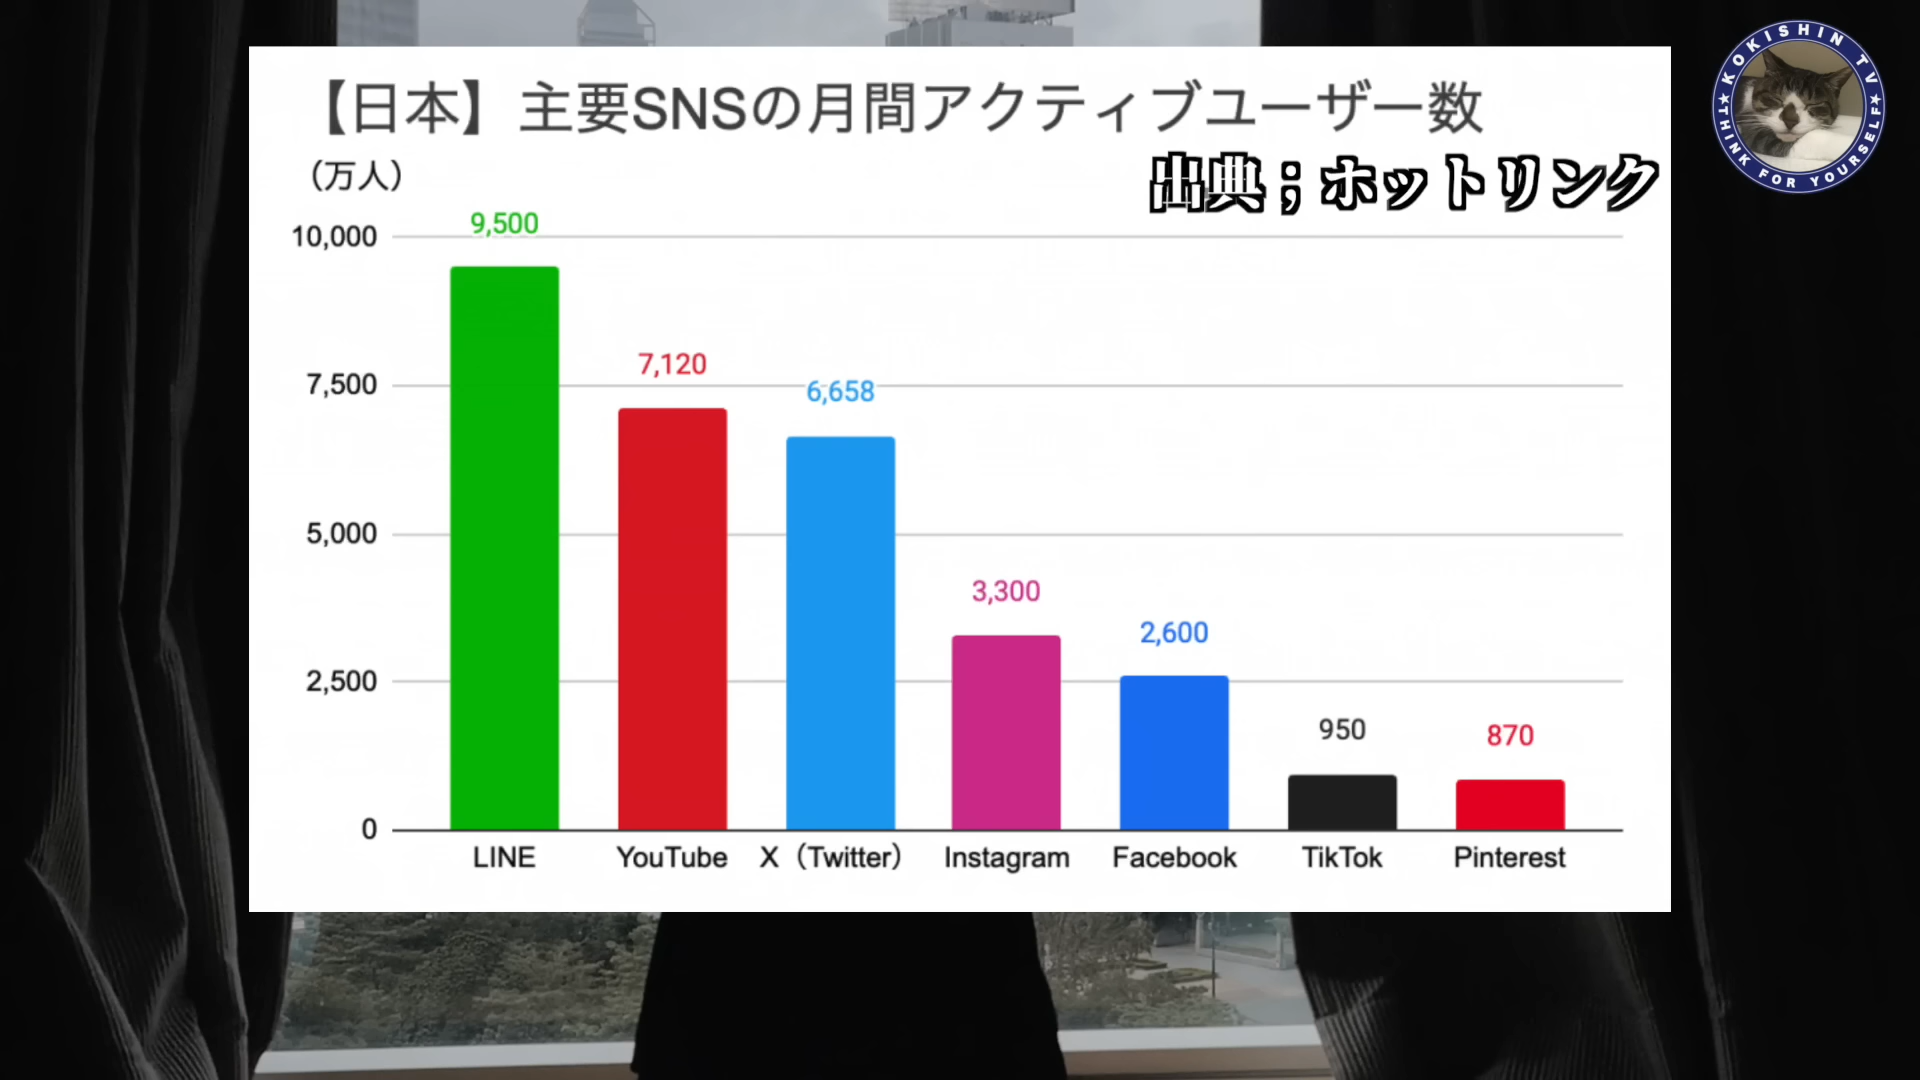 【日本】主要SNSの月間アクティブユーザー数
（万人）
出典；ホットリンク
KOKISHIN TV
★THINK FOR YOURSELF★
10,000
7,500
5,000
2,500
0
9,500
7,120
6,658
3,300
2,600
950
870
LINE
YouTube
X（Twitter）
Instagram
Facebook
TikTok
Pinterest